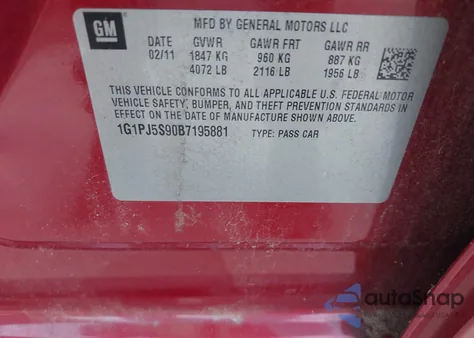 GM
MFD BY GENERAL MOTORS LLC
DATE GVWR GAWR FRT GAWR RR
02/11 1847 KG 960 KG 887 KG
4072 LB 2116 LB 1956 LB
THIS VEHICLE CONFORMS TO ALL APPLICABLE U.S. FEDERAL MOTOR
VEHICLE SAFETY, BUMPER, AND THEFT PREVENTION STANDARDS IN
EFFECT ON THE DATE OF MANUFACTURE SHOWN ABOVE.
1G1PJ5S90B7195881 TYPE: PASS CAR
autoSnap